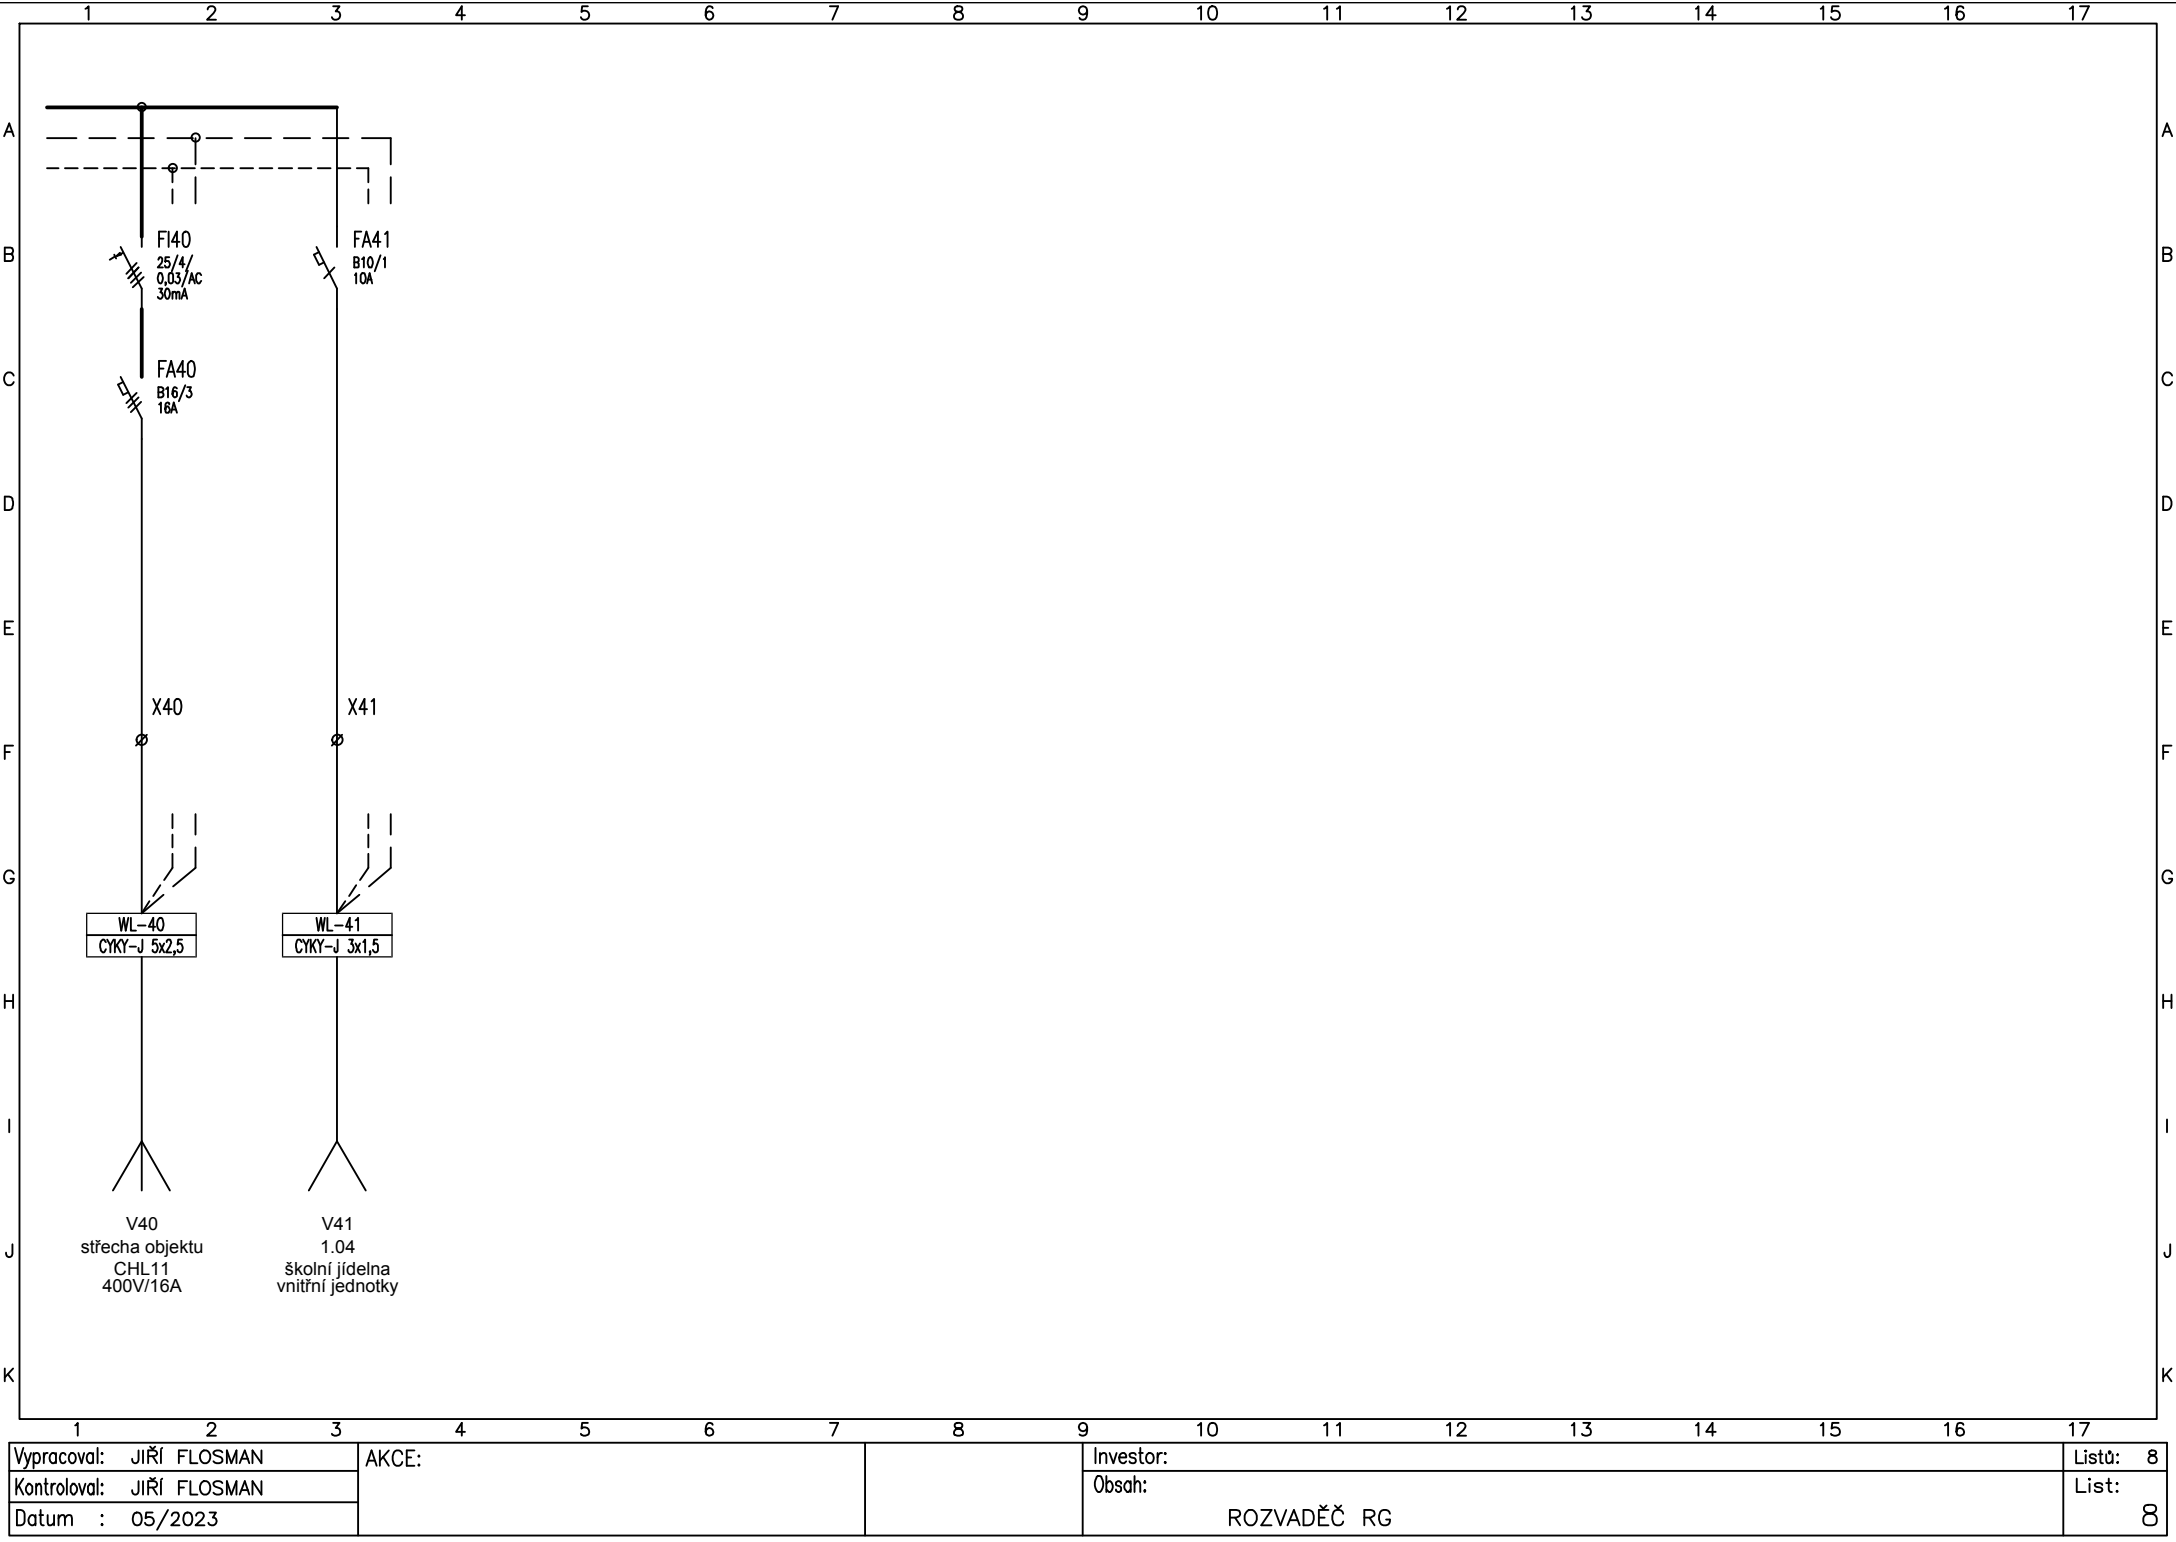 1 2 3 4 5 6 7 8 9 10 11 12 13 14 15 16 17
A A
FI40 FA41
B 25/4/ B10/1 B
0,03/AC 10A
30mA
FA40
C B16/3 C
16A
D D
E E
X40 X41
F F
G G
WL-40 WL-41
CYKY-J 5x2,5 CYKY-J 3x1,5
H H
I I
V40 V41
J střecha objektu 1.04 J
CHL11 školní jídelna
400V/16A vnitřní jednotky
K K
1 2 3 4 5 6 7 8 9 10 11 12 13 14 15 16 17
Vypracoval: JIŘÍ FLOSMAN AKCE: Investor: Listů: 8
Kontroloval: JIŘÍ FLOSMAN Obsah: List:
Datum : 05/2023 ROZVADĚČ RG 8